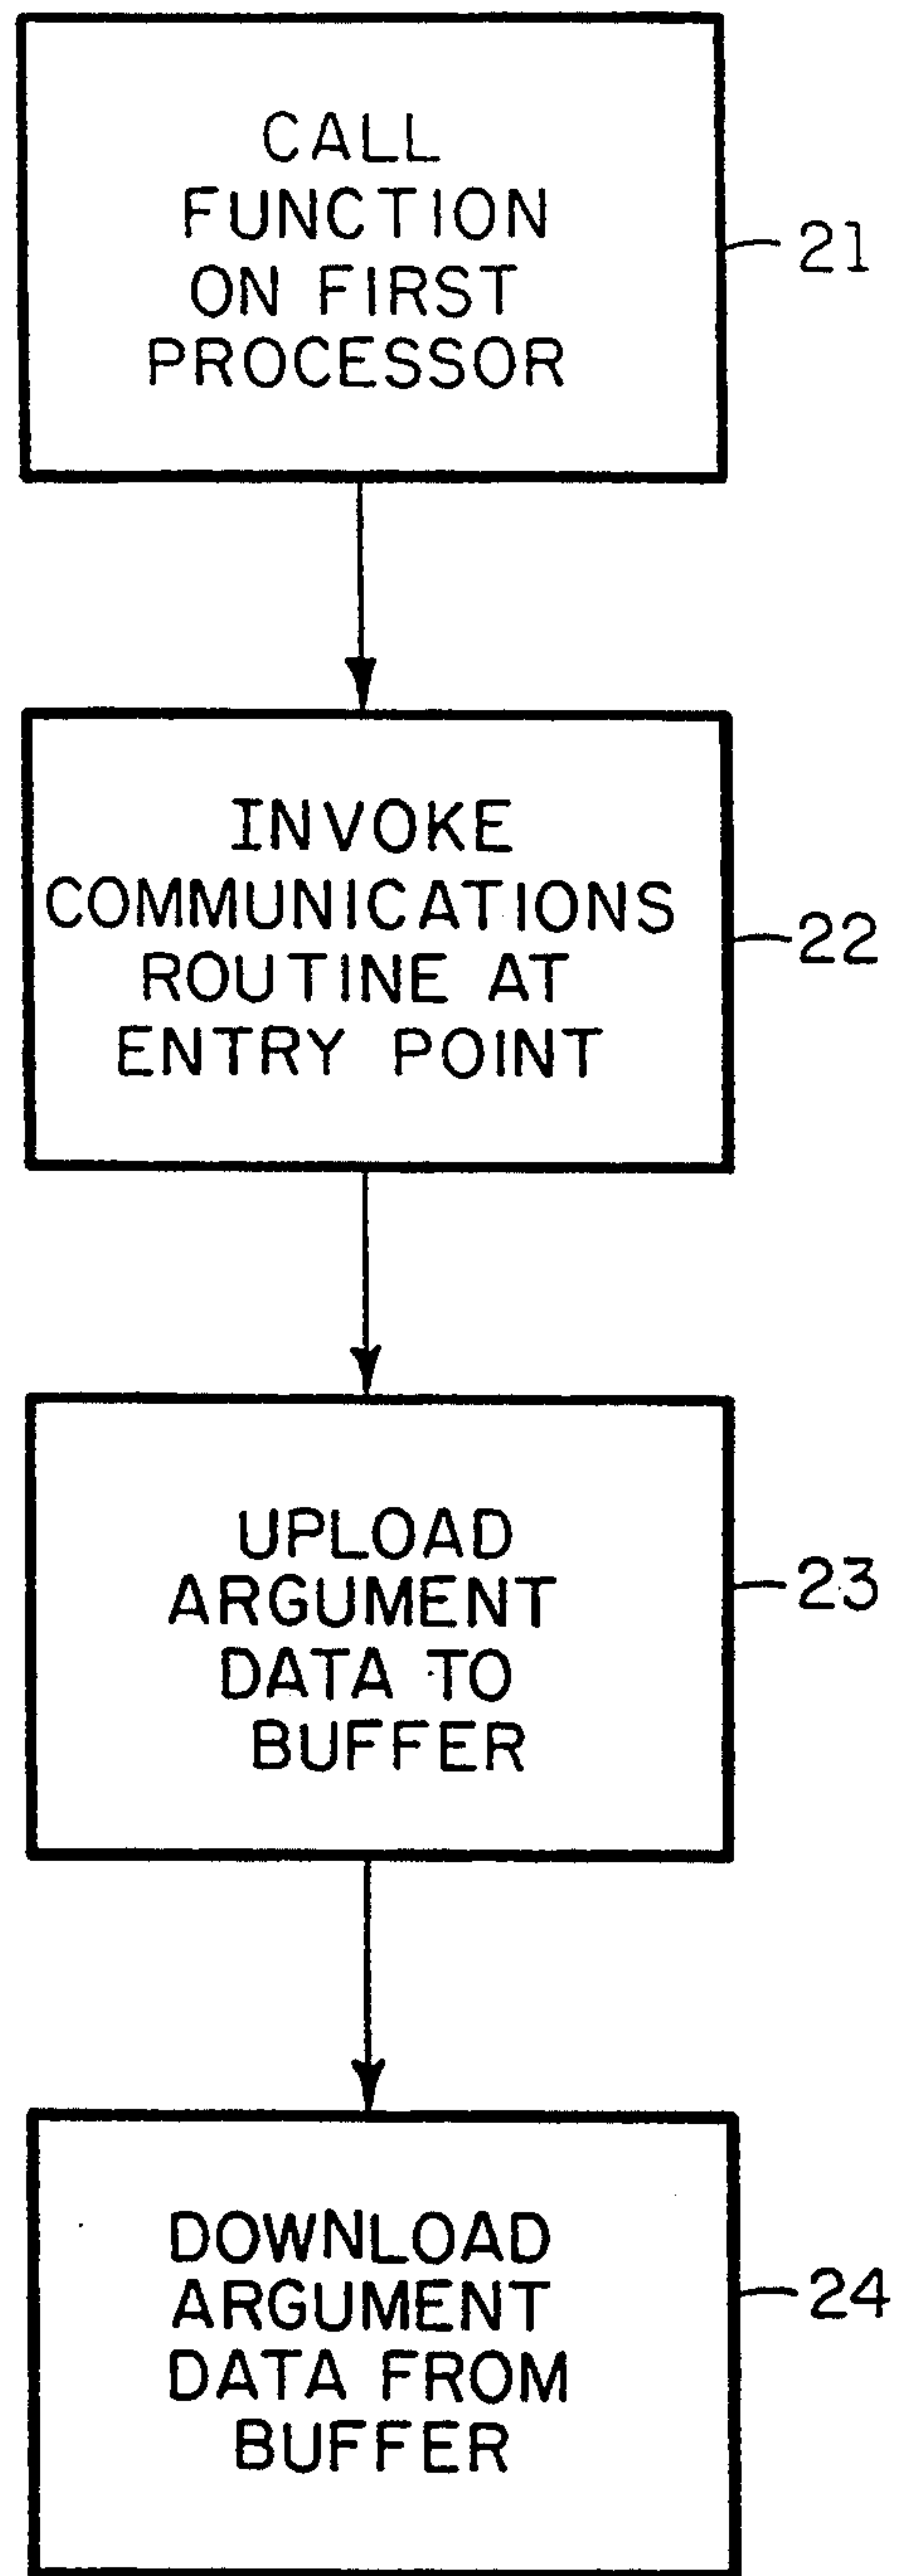 CALL
FUNCTION
ON FIRST
PROCESSOR
21
INVOKE
COMMUNICATIONS
ROUTINE AT
ENTRY POINT
22
UPLOAD
ARGUMENT
DATA TO
BUFFER
23
DOWNLOAD
ARGUMENT
DATA FROM
BUFFER
24